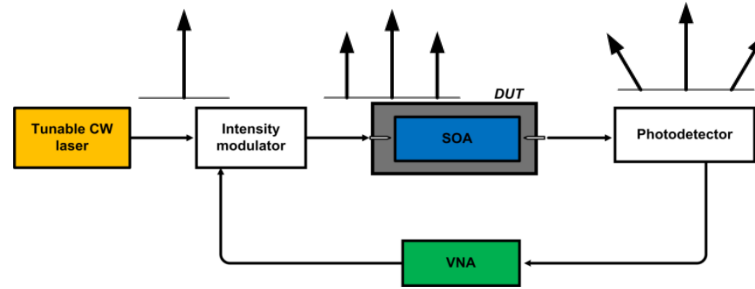 DUT
Tunable CW
laser
Intensity
modulator
SOA
Photodetector
VNA